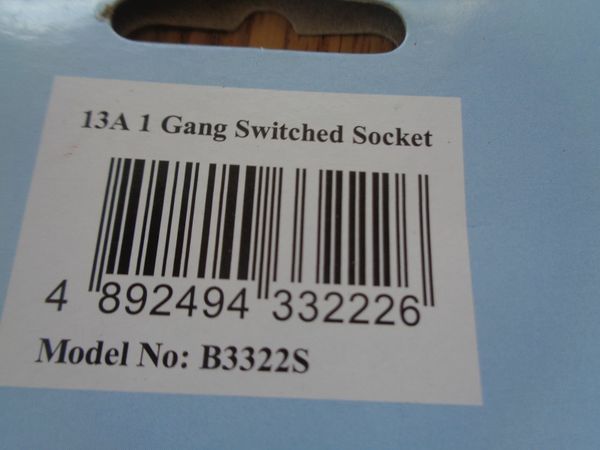 13A 1 Gang Switched Socket
4 892494 332226
Model No: B3322S